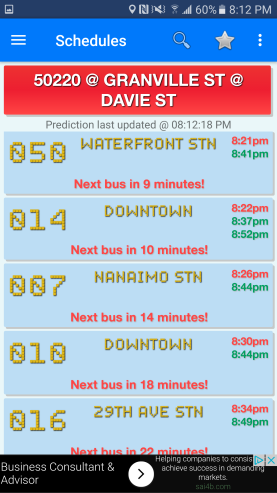 60% 8:12 PM
Schedules
50220 @ GRANVILLE ST @
DAVIE ST
Prediction last updated @ 08:12:18 PM
050 WATERFRONT STN 8:21pm
8:41pm
Next bus in 9 minutes!
014 DOWNTOWN 8:22pm
8:37pm
8:52pm
Next bus in 10 minutes!
007 NANAIMO STN 8:26pm
8:44pm
Next bus in 14 minutes!
010 DOWNTOWN 8:30pm
8:44pm
Next bus in 18 minutes!
016 29TH AVE STN 8:34pm
8:49pm
Next bus in 22 minutes!
Business Consultant &
Advisor
Helping companies to consis
achieve success in demanding
markets.
sai4b.com